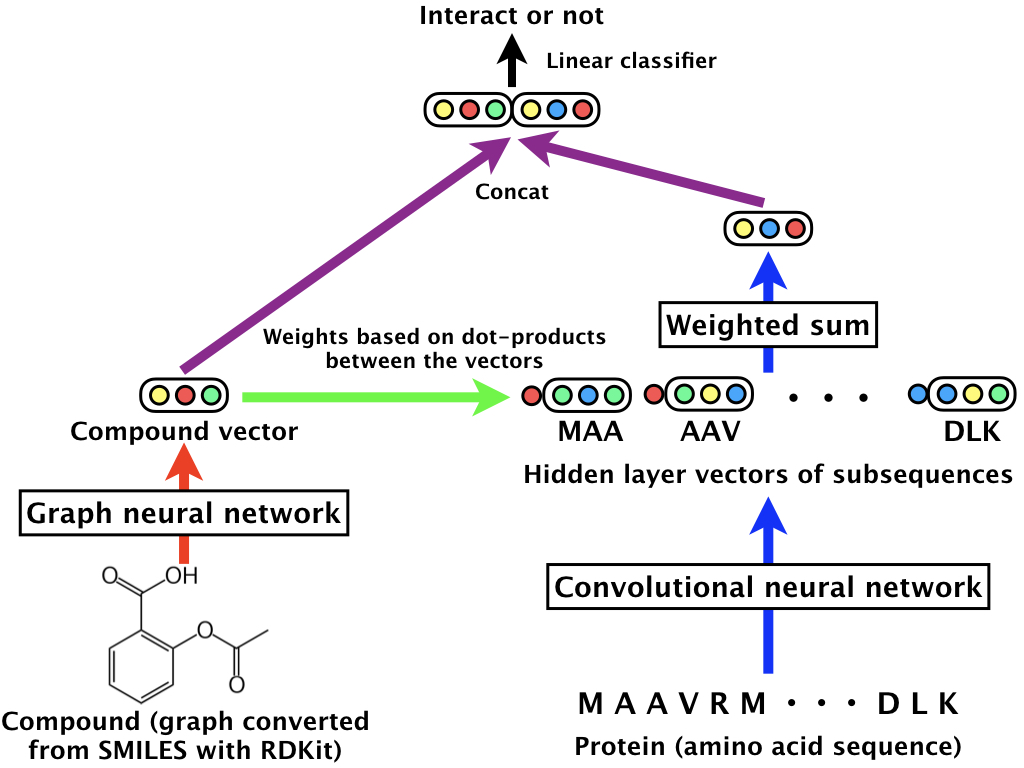 Interact or not
Linear classifier
Concat
Weighted sum
Weights based on dot-products
between the vectors
Compound vector
MAA
AAV
. . .
DLK
Hidden layer vectors of subsequences
Graph neural network
OH
O
O
O
Convolutional neural network
M A A V R M · · · D L K
Compound (graph converted
from SMILES with RDKit)
Protein (amino acid sequence)